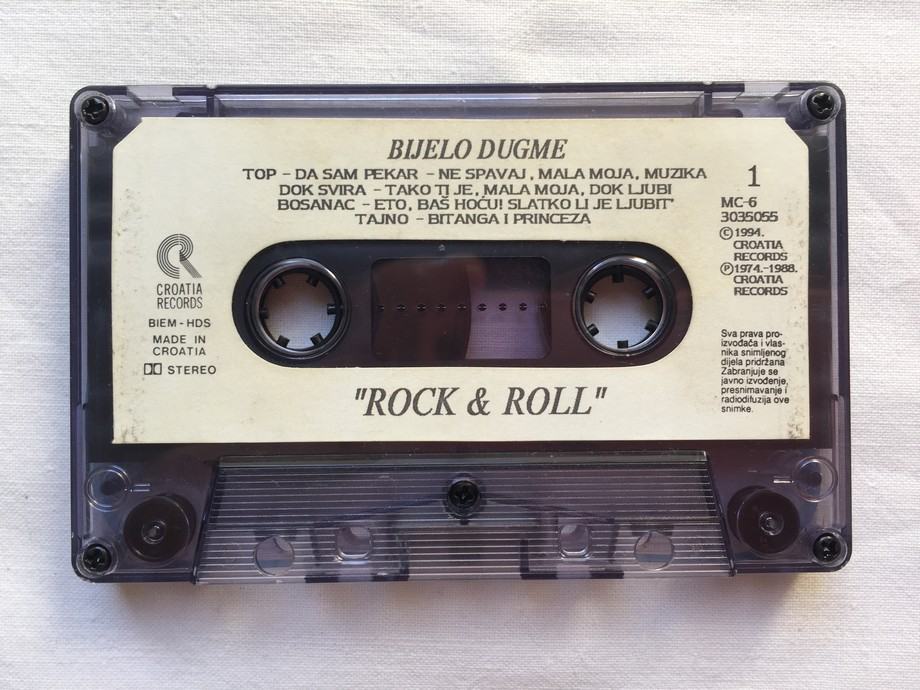 BIJELO DUGME
TOP - DA SAM PEKAR - NE SPAVAJ, MALA MOJA, MUZIKA
DOK SVIRA - TAKO TI JE, MALA MOJA, DOK LJUBI
BOSANAC - ETO, BAŠ HOĆU! SLATKO LI JE LJUBIT'
TAJNO - BITANGA I PRINCEZA
1
MC-6
3035055
©1994.
CROATIA
RECORDS
℗1974.-1988.
CROATIA
RECORDS
CROATIA
RECORDS
BIEM - HDS
MADE IN
CROATIA
STEREO
Sva prava pro-
izvođača i vlas-
nika snimljenog
dijela pridržana
Zabranjuje se
javno izvođenje,
presnimavanje i
radiodifuzija ove
snimke.
"ROCK & ROLL"